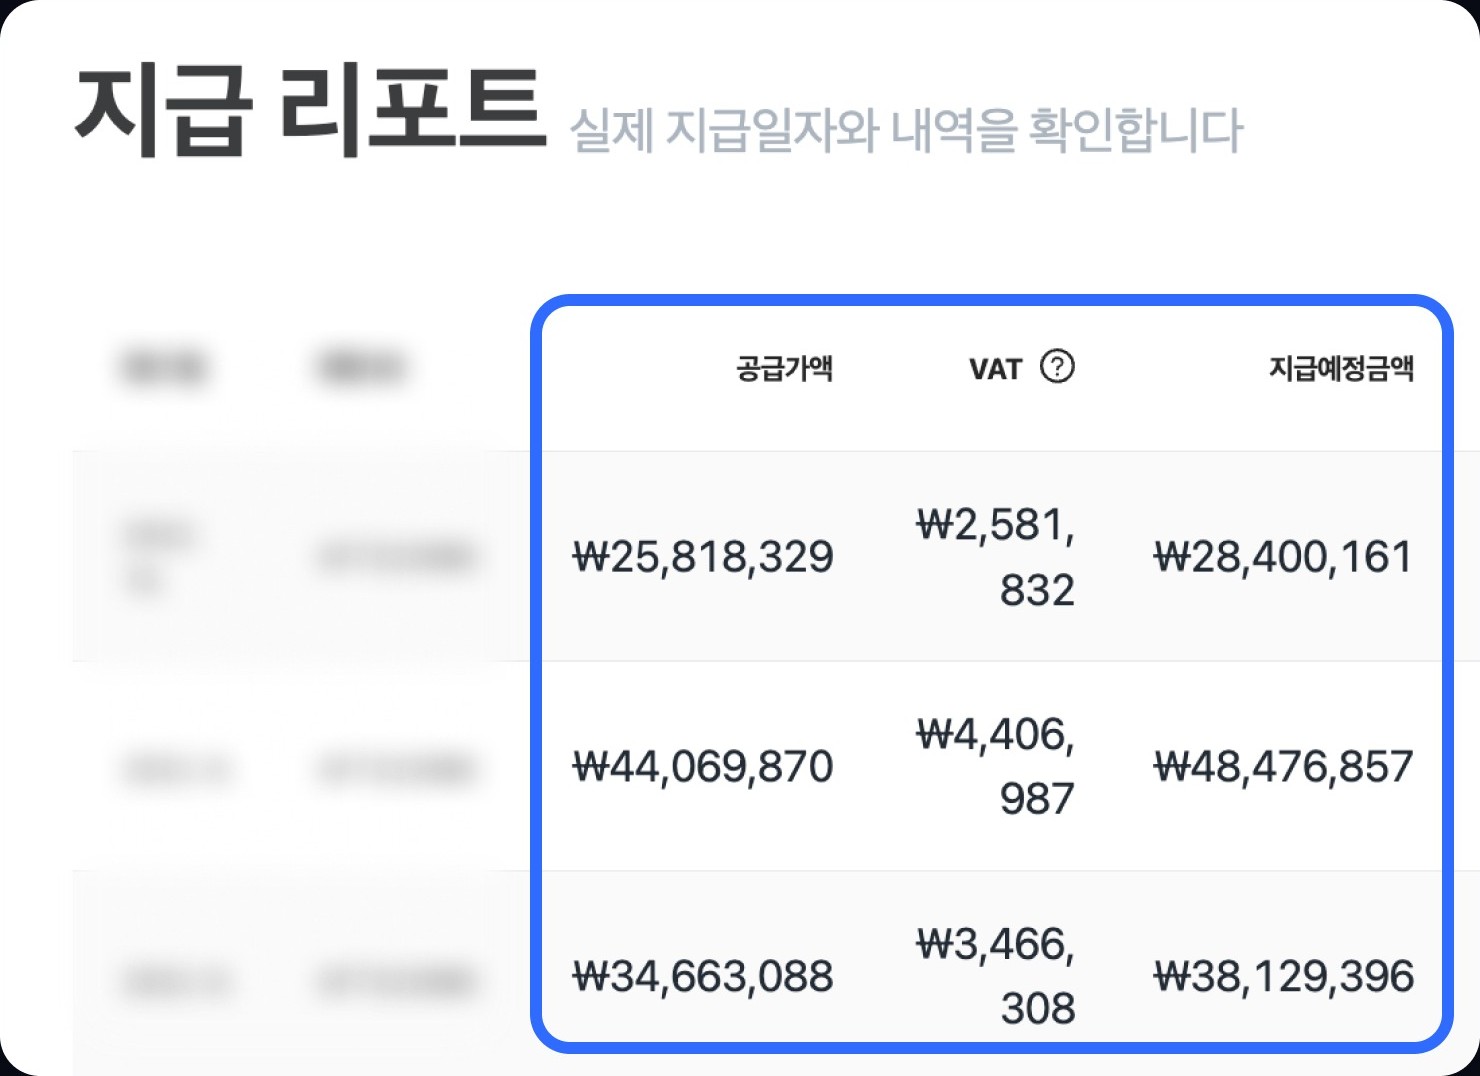 지급 리포트 실제 지급일자와 내역을 확인합니다
공급가액 VAT ? 지급예정금액
₩25,818,329 ₩2,581,832 ₩28,400,161
₩44,069,870 ₩4,406,987 ₩48,476,857
₩34,663,088 ₩3,466,308 ₩38,129,396